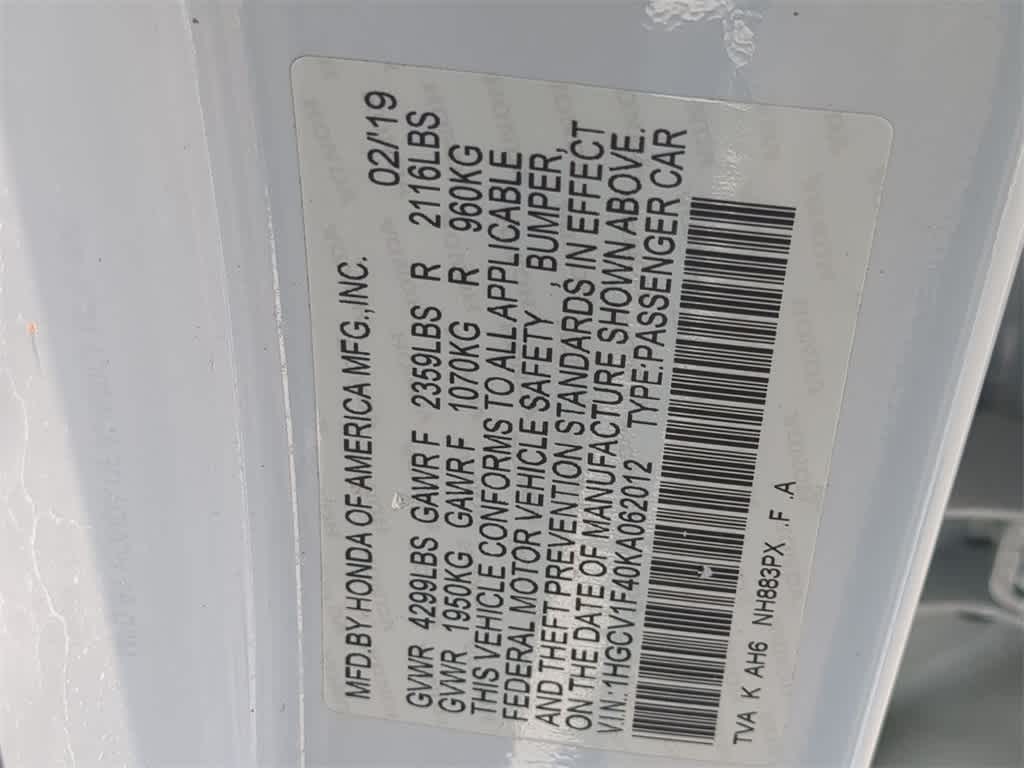 MFD.BY HONDA OF AMERICA MFG.,INC.
02/'19
GVWR 4299LBS GAWR F 2359LBS R 2116LBS
GVWR 1950KG GAWR F 1070KG R 960KG
THIS VEHICLE CONFORMS TO ALL APPLICABLE
FEDERAL MOTOR VEHICLE SAFETY, BUMPER,
AND THEFT PREVENTION STANDARDS, IN EFFECT
ON THE DATE OF MANUFACTURE SHOWN ABOVE.
V.I.N.:1HGCV1F40KA062012 TYPE:PASSENGER CAR
TVA K AH6 NH883PX .F .A